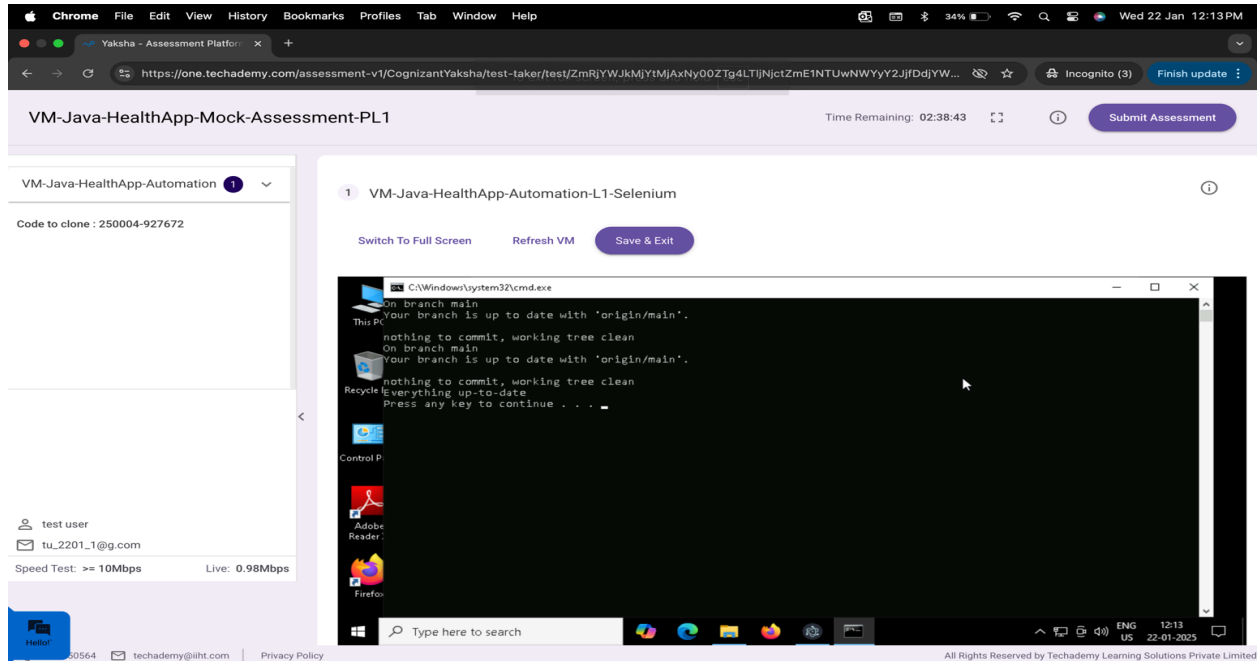 Chrome File Edit View History Bookmarks Profiles Tab Window Help 34% Wed 22 Jan 12:13 PM
Yaksha - Assessment Platform
https://one.techademy.com/assessment-v1/CognizantYaksha/test-taker/test/ Incognito (3) Finish update
VM-Java-HealthApp-Mock-Assessment-PL1 Time Remaining: 02:38:43 Submit Assessment
VM-Java-HealthApp-Automation 1
Code to clone : 250004-927672
1 VM-Java-HealthApp-Automation-L1-Selenium
Switch To Full Screen Refresh VM Save & Exit
C:\Windows\system32\cmd.exe
On branch main
Your branch is up to date with 'origin/main'.
nothing to commit, working tree clean
On branch main
Your branch is up to date with 'origin/main'.
nothing to commit, working tree clean
Everything up-to-date
Press any key to continue . . .
This PC
Recycle
Control P
Adobe
Reader
Firefox
Type here to search
ENG 12:13
US 22-01-2025
test user
tu_2201_1@g.com
Speed Test: >= 10Mbps Live: 0.98Mbps
Hello!
50564 techademy@iiht.com Privacy Policy All Rights Reserved by Techademy Learning Solutions Private Limited